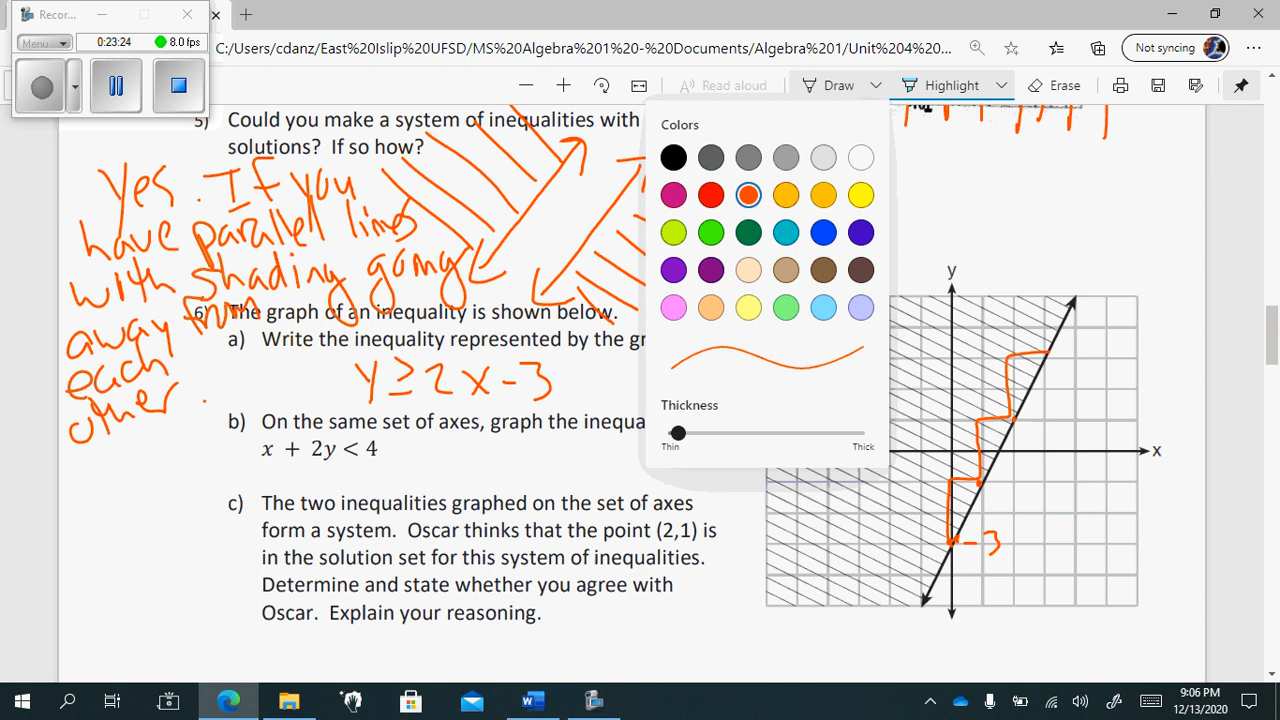 Recor...
Menu
0:23:24
8.0 fps
C:/Users/cdanz/East%20Islip%20UFSD/MS%20Algebra%201%20-%20Documents/Algebra%201/Unit%204%20...
Not syncing
Read aloud
Draw
Highlight
Erase
5) Could you make a system of inequalities with
solutions? If so how?
Yes. If you
have parallel lines
with shading going
away from
each
other.
6) The graph of an inequality is shown below.
a) Write the inequality represented by the gr
y ≥ 2x - 3
b) On the same set of axes, graph the inequa
x + 2y < 4
c) The two inequalities graphed on the set of axes
form a system. Oscar thinks that the point (2,1) is
in the solution set for this system of inequalities.
Determine and state whether you agree with
Oscar. Explain your reasoning.
Colors
Thickness
Thin
Thick
y
x
-3
9:06 PM
12/13/2020